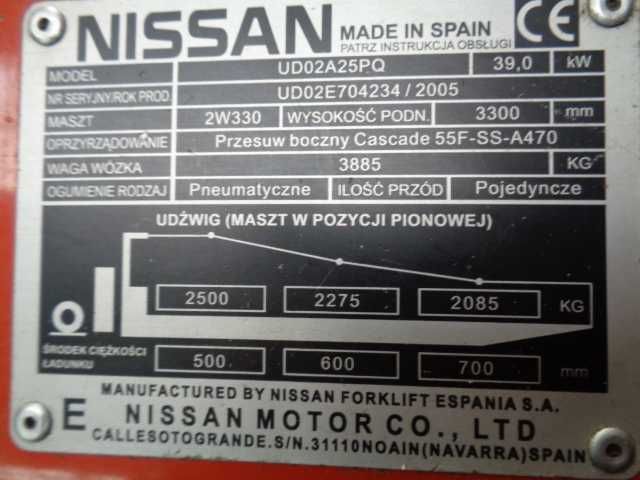 NISSAN MADE IN SPAIN CE
PATRZ INSTRUKCJA OBSŁUGI
MODEL UD02A25PQ 39,0 kW
NR SERYJNY/ROK PROD UD02E704234 / 2005
MASZT 2W330 WYSOKOŚĆ PODN. 3300 mm
OPRZYRZĄDOWANIE Przesuw boczny Cascade 55F-SS-A470
WAGA WÓZKA 3885 KG
OGUMIENIE RODZAJ Pneumatyczne ILOŚĆ PRZÓD Pojedyncze
UDŹWIG (MASZT W POZYCJI PIONOWEJ)
2500 2275 2085 KG
ŚRODEK CIĘŻKOŚCI
ŁADUNKU
500 600 700 mm
MANUFACTURED BY NISSAN FORKLIFT ESPANIA S.A.
E NISSAN MOTOR CO., LTD
CALLESOTOGRANDE.S/N.31110NOAIN(NAVARRA)SPAIN